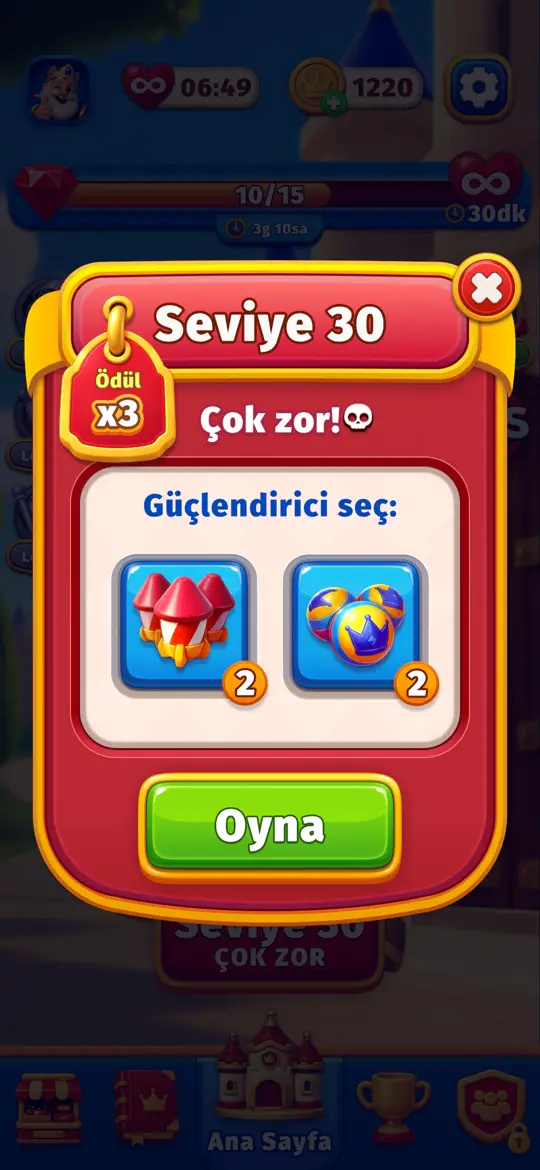 06:49
1220
10/15
30dk
3g 10sa
Seviye 30
Ödül
x3
Çok zor!
Güçlendirici seç:
2
2
Oyna
Seviye 30
ÇOK ZOR
Ana Sayfa